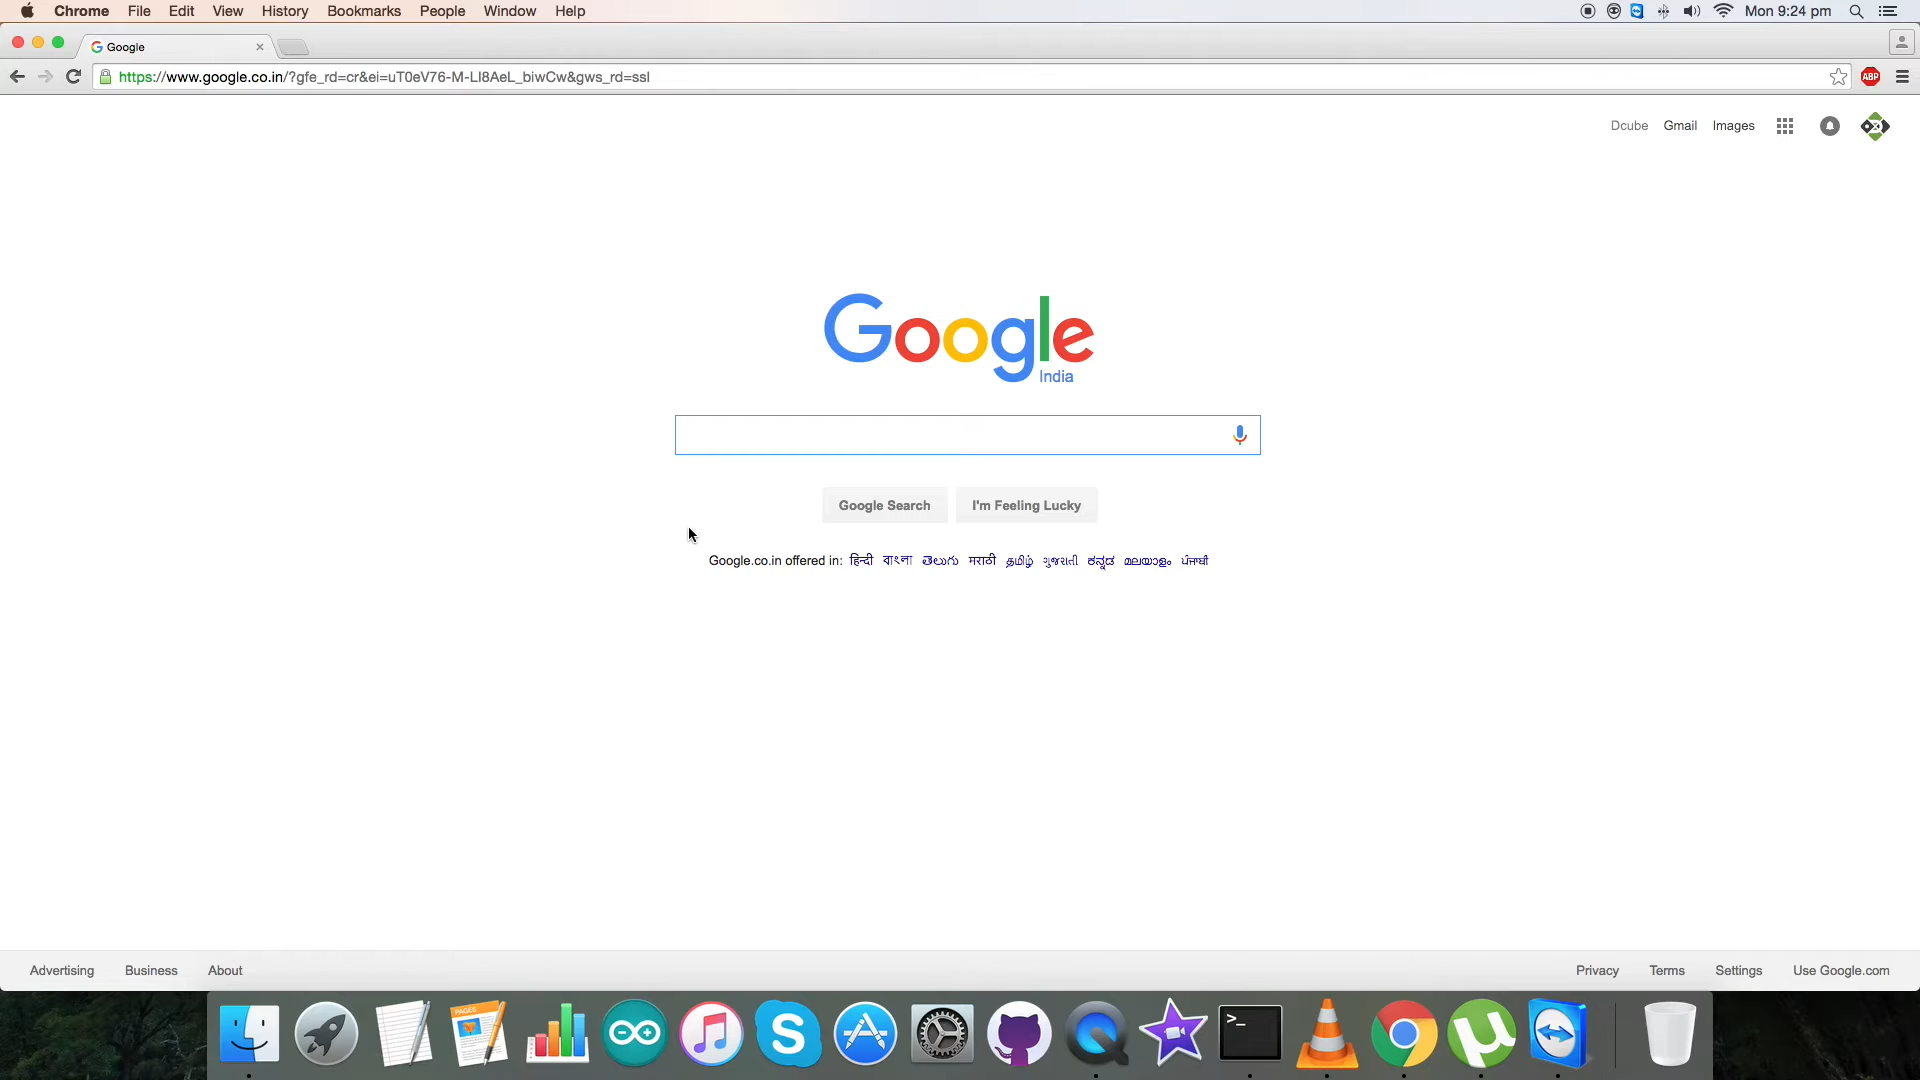 Chrome File Edit View History Bookmarks People Window Help Mon 9:24 pm
Google
https://www.google.co.in/?gfe_rd=cr&ei=uT0eV76-M-LI8AeL_biwCw&gws_rd=ssl
ABP
Dcube Gmail Images
Google
India
Google Search I'm Feeling Lucky
Google.co.in offered in: हिन्दी বাংলা తెలుగు मराठी தமிழ் ગુજરાતી ಕನ್ನಡ മലയാളം ਪੰਜਾਬੀ
Advertising Business About Privacy Terms Settings Use Google.com
PAGES
>_